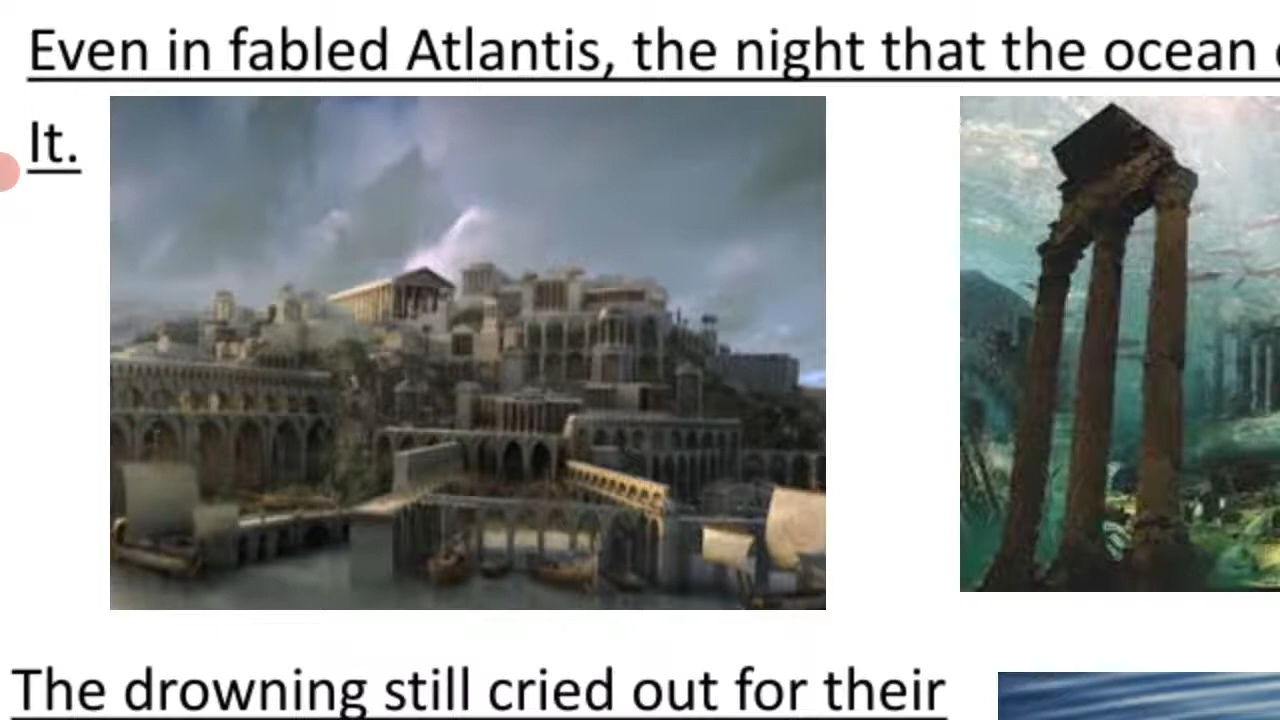 Even in fabled Atlantis, the night that the ocean
It.
The drowning still cried out for their